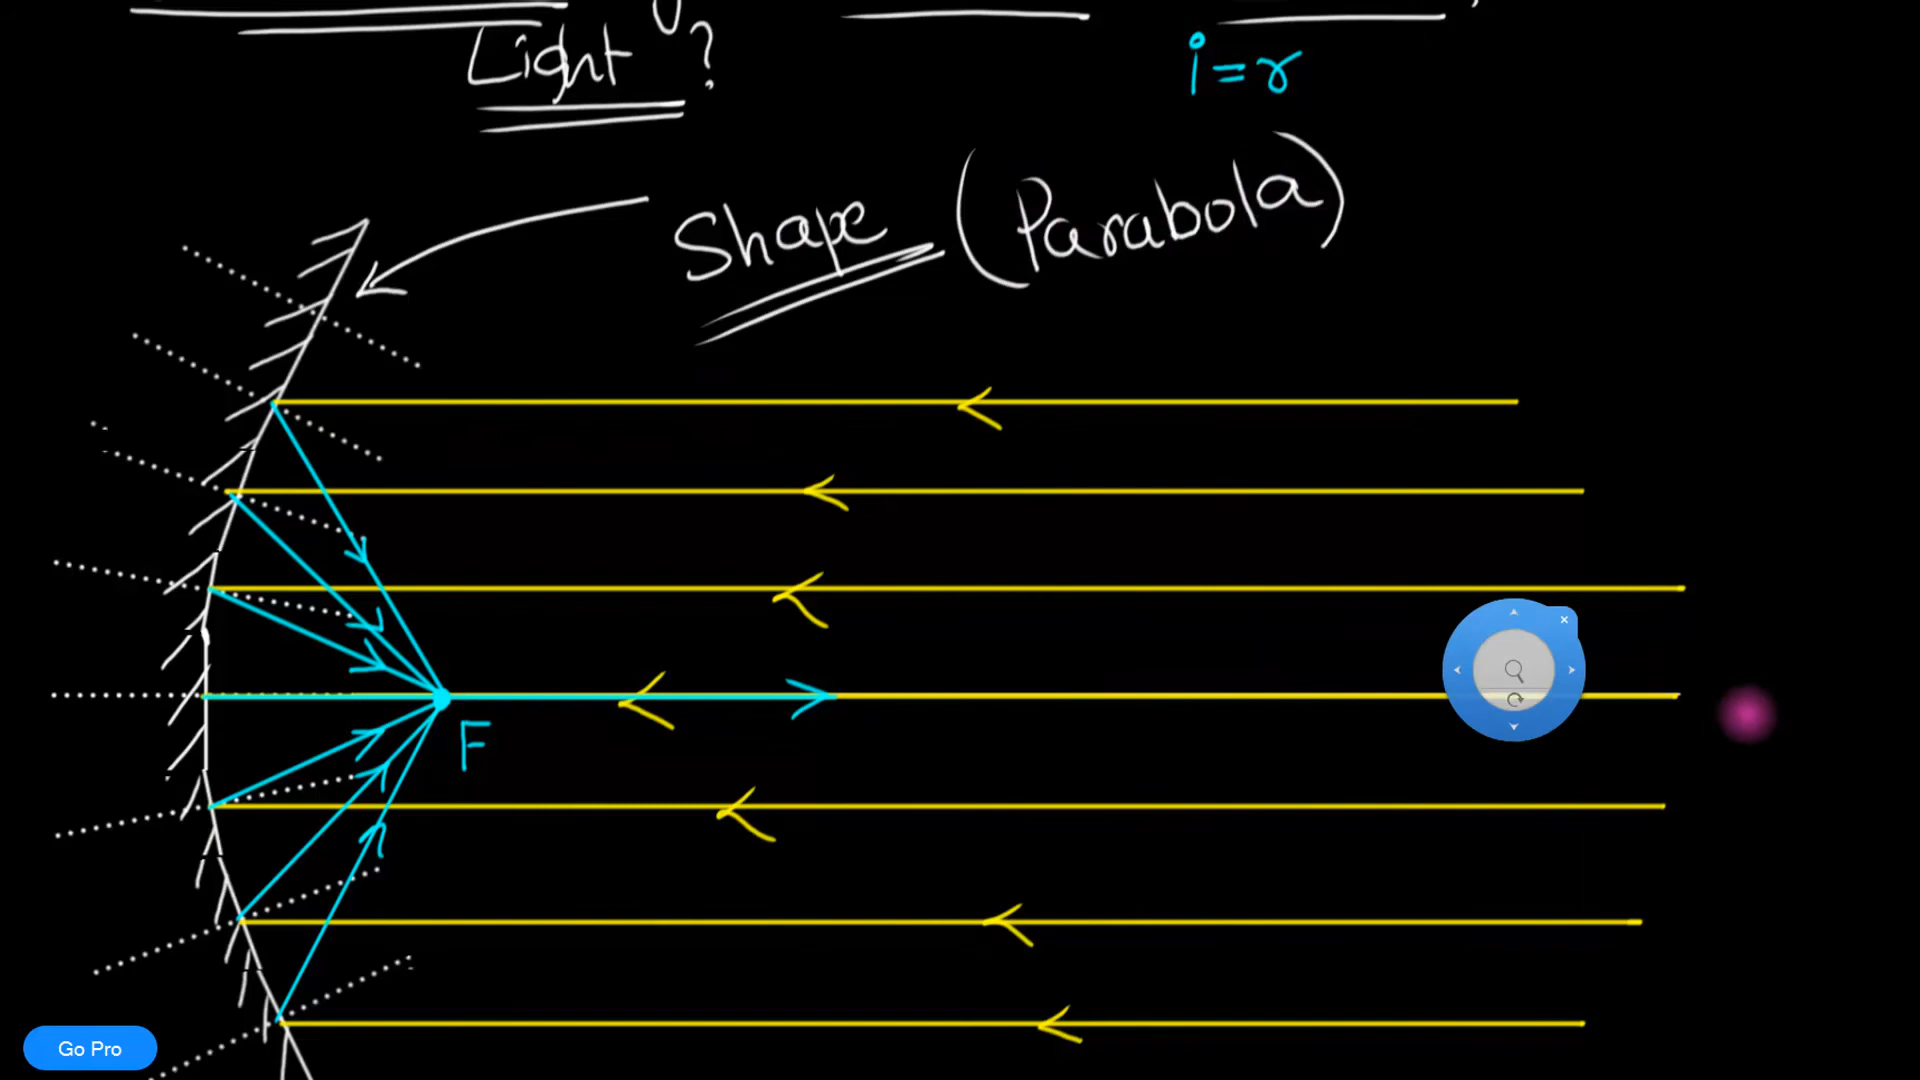 Light ?
i = r
Shape (Parabola)
F
Go Pro